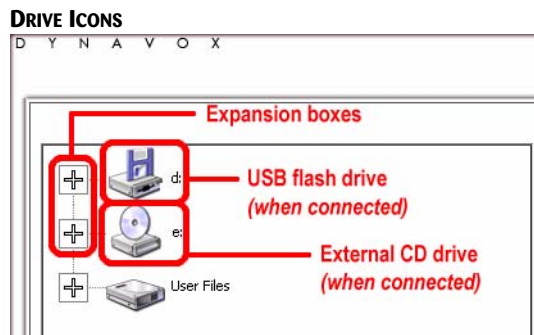 DRIVE ICONS
D Y N A V O X
Expansion boxes
d:
USB flash drive
(when connected)
e:
External CD drive
(when connected)
User Files